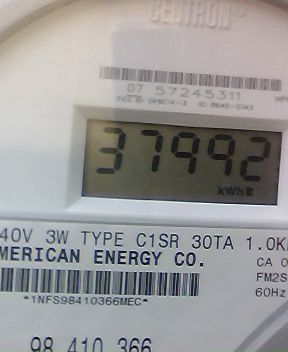 CENTRON®
07 57245311
37992
kWh
40V 3W TYPE C1SR 30TA 1.0K
MERICAN ENERGY CO.
CA 0
FM2S
60Hz
*1NFS98410366MEC*
98 410 366